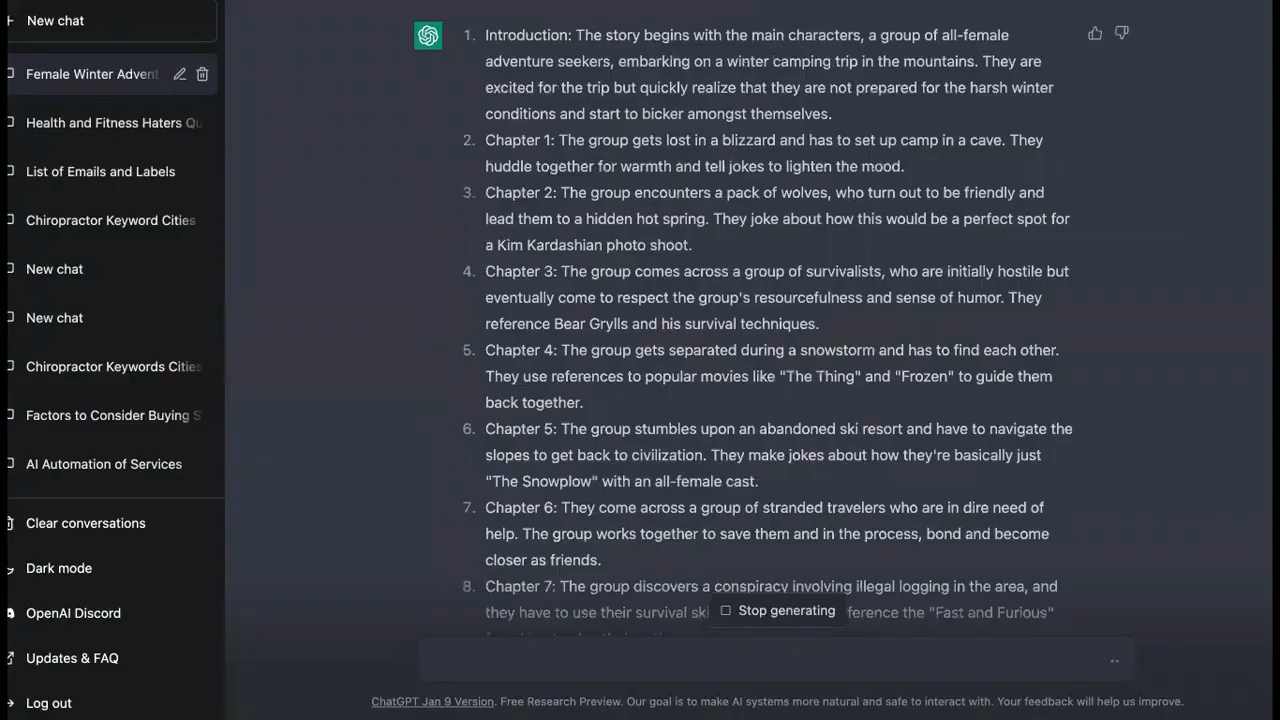 New chat
Female Winter Advent
Health and Fitness Haters Qu
List of Emails and Labels
Chiropractor Keyword Cities
New chat
New chat
Chiropractor Keywords Cities
Factors to Consider Buying S
AI Automation of Services
Clear conversations
Dark mode
OpenAI Discord
Updates & FAQ
Log out
1. Introduction: The story begins with the main characters, a group of all-female
adventure seekers, embarking on a winter camping trip in the mountains. They are
excited for the trip but quickly realize that they are not prepared for the harsh winter
conditions and start to bicker amongst themselves.
2. Chapter 1: The group gets lost in a blizzard and has to set up camp in a cave. They
huddle together for warmth and tell jokes to lighten the mood.
3. Chapter 2: The group encounters a pack of wolves, who turn out to be friendly and
lead them to a hidden hot spring. They joke about how this would be a perfect spot for
a Kim Kardashian photo shoot.
4. Chapter 3: The group comes across a group of survivalists, who are initially hostile but
eventually come to respect the group's resourcefulness and sense of humor. They
reference Bear Grylls and his survival techniques.
5. Chapter 4: The group gets separated during a snowstorm and has to find each other.
They use references to popular movies like "The Thing" and "Frozen" to guide them
back together.
6. Chapter 5: The group stumbles upon an abandoned ski resort and have to navigate the
slopes to get back to civilization. They make jokes about how they're basically just
"The Snowplow" with an all-female cast.
7. Chapter 6: They come across a group of stranded travelers who are in dire need of
help. The group works together to save them and in the process, bond and become
closer as friends.
8. Chapter 7: The group discovers a conspiracy involving illegal logging in the area, and
they have to use their survival ski ference the "Fast and Furious"
Stop generating
ChatGPT Jan 9 Version. Free Research Preview. Our goal is to make AI systems more natural and safe to interact with. Your feedback will help us improve.